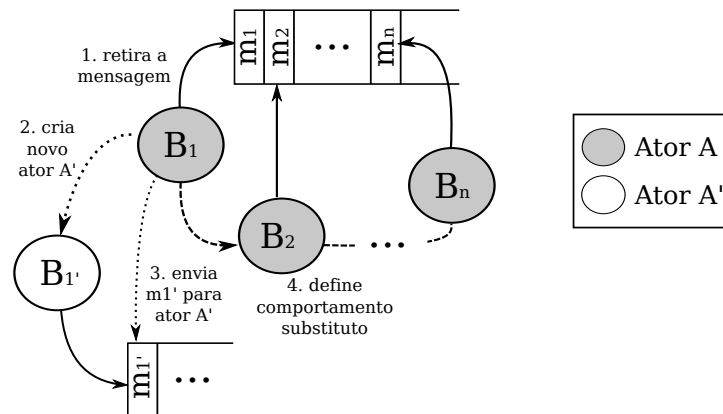 m1 m2 ••• mn
1. retira a
mensagem
2. cria
novo
ator A'
B1
Bn
B2
•••
B1'
3. envia
m1' para
ator A'
4. define
comportamento
substituto
m1' •••
Ator A
Ator A'